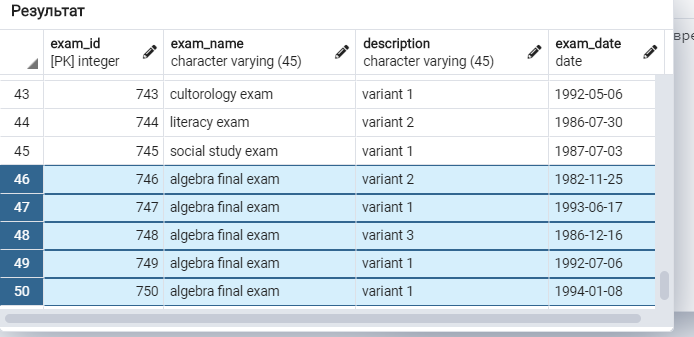 Результат
exam_id exam_name description exam_date
[PK] integer character varying (45) character varying (45) date
43 743 cultorology exam variant 1 1992-05-06
44 744 literacy exam variant 2 1986-07-30
45 745 social study exam variant 1 1987-07-03
46 746 algebra final exam variant 2 1982-11-25
47 747 algebra final exam variant 1 1993-06-17
48 748 algebra final exam variant 3 1986-12-16
49 749 algebra final exam variant 1 1992-07-06
50 750 algebra final exam variant 1 1994-01-08